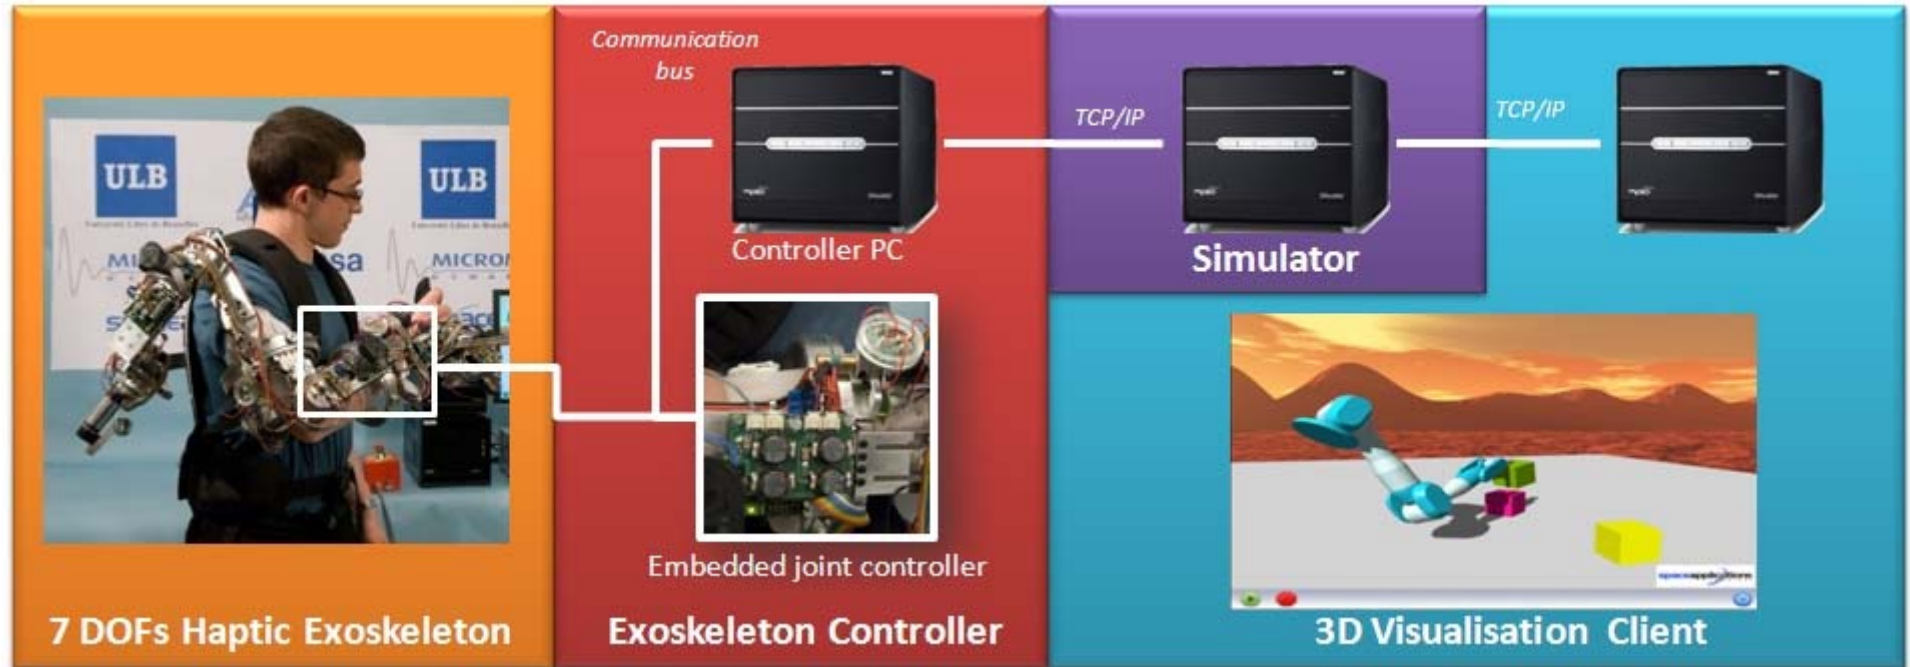 Communication
bus
TCP/IP
TCP/IP
ULB
ULB
Controller PC
Simulator
Embedded joint controller
7 DOFs Haptic Exoskeleton
Exoskeleton Controller
3D Visualisation Client